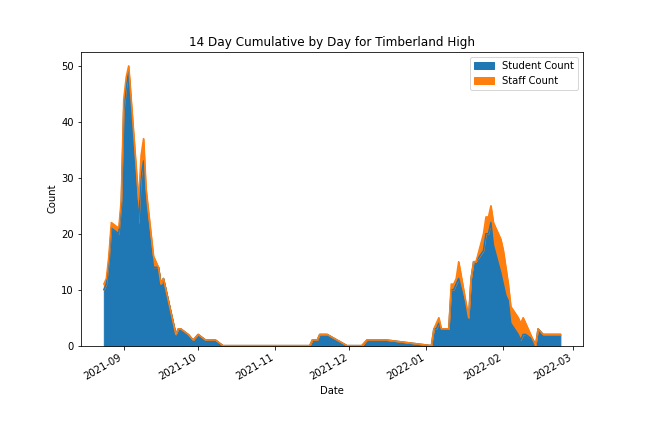 14 Day Cumulative by Day for Timberland High
Student Count
Staff Count
50
40
30
20
10
0
Count
2021-09
2021-10
2021-11
2021-12
2022-01
2022-02
2022-03
Date